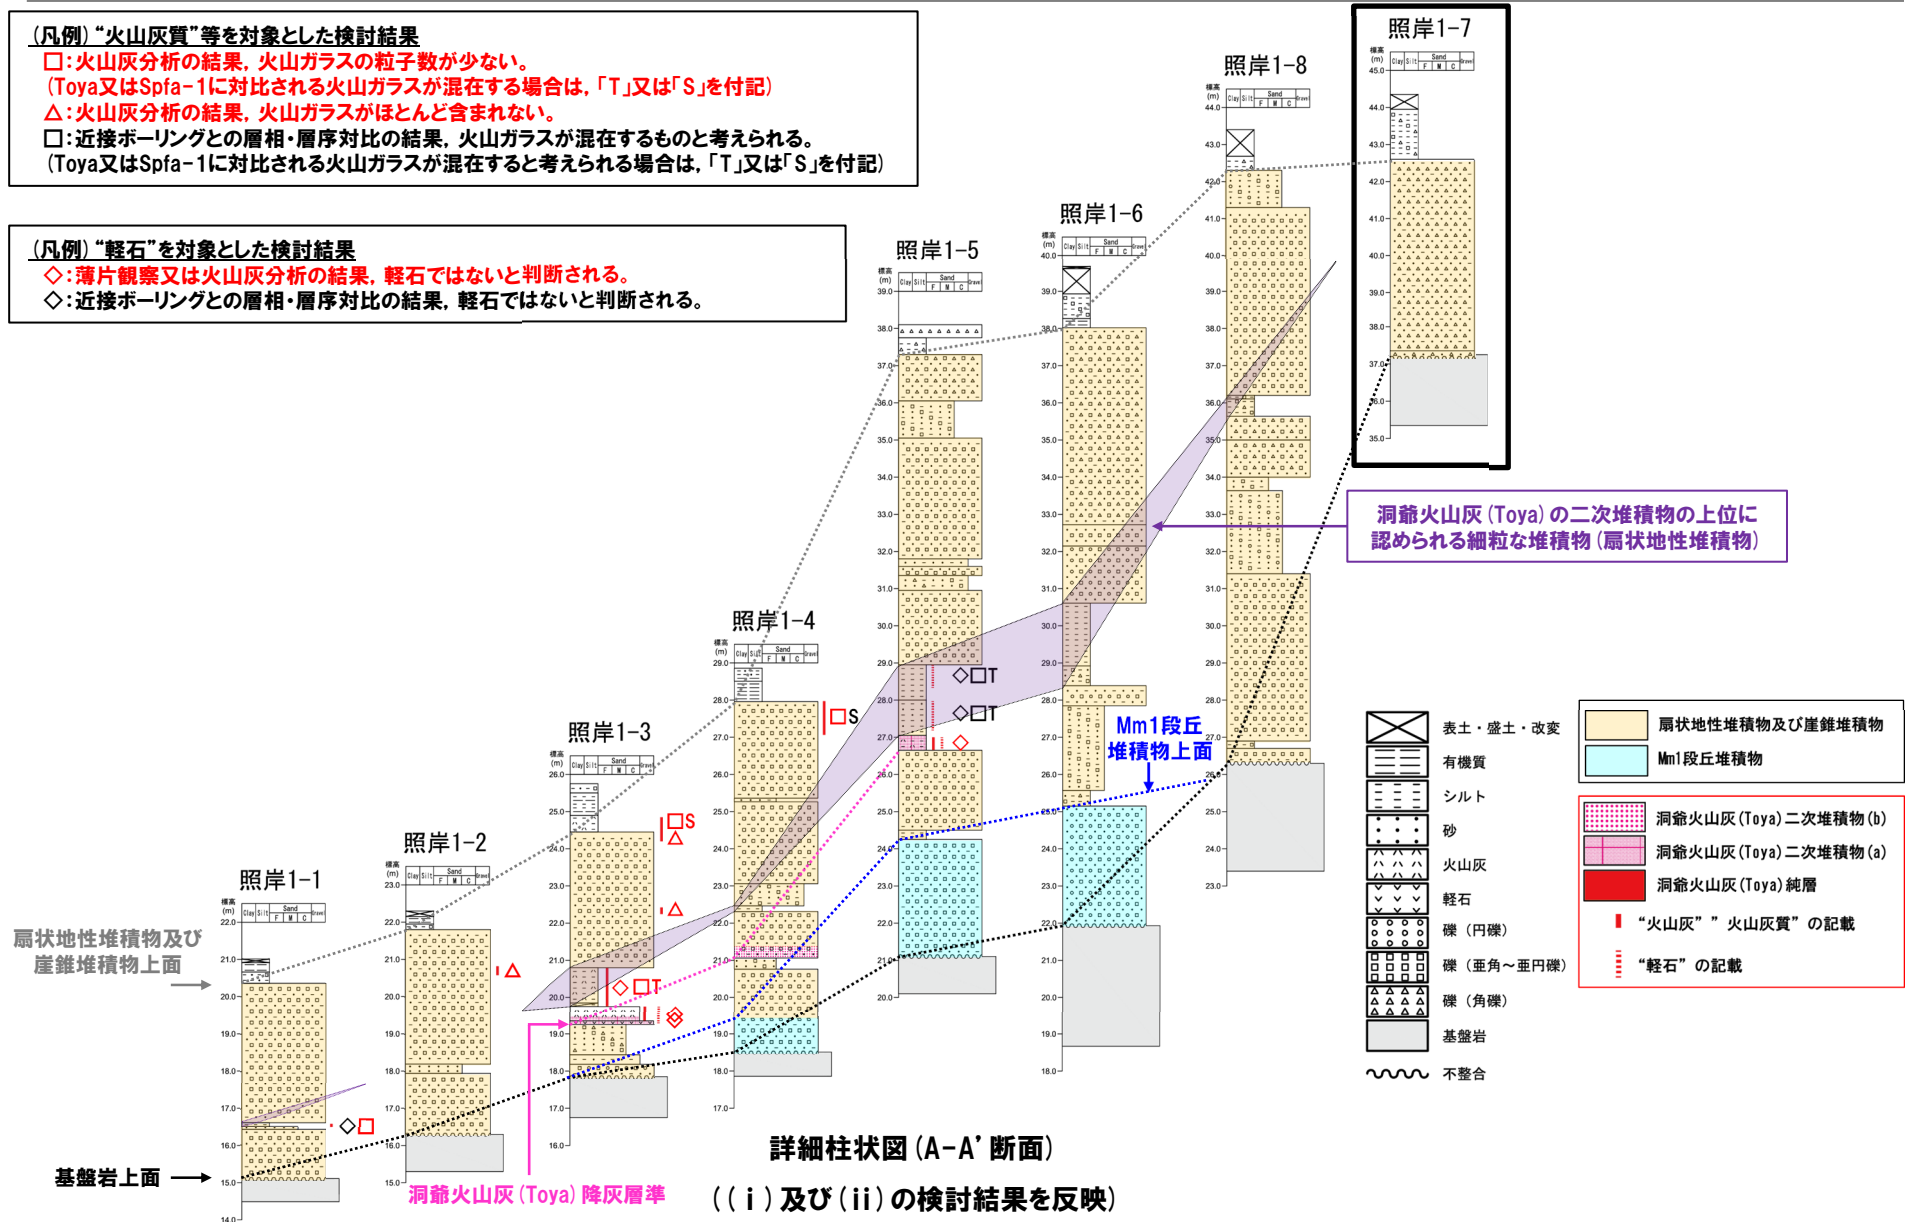 (凡例)“火山灰質”等を対象とした検討結果
□：火山灰分析の結果，火山ガラスの粒子数が少ない。
(Toya又はSpfa-1に対比される火山ガラスが混在する場合は，「T」又は「S」を付記)
△：火山灰分析の結果，火山ガラスがほとんど含まれない。
□：近接ボーリングとの層相・層序対比の結果，火山ガラスが混在するものと考えられる。
(Toya又はSpfa-1に対比される火山ガラスが混在すると考えられる場合は，「T」又は「S」を付記)
(凡例)“軽石”を対象とした検討結果
◇：薄片観察又は火山灰分析の結果，軽石ではないと判断される。
◇：近接ボーリングとの層相・層序対比の結果，軽石ではないと判断される。
照岸1-1
照岸1-2
照岸1-3
照岸1-4
照岸1-5
照岸1-6
照岸1-8
照岸1-7
洞爺火山灰(Toya)の二次堆積物の上位に
認められる細粒な堆積物(扇状地性堆積物)
Mm1段丘
堆積物上面
扇状地性堆積物及び
崖錐堆積物上面
基盤岩上面
洞爺火山灰(Toya)降灰層準
□S
□S
△
△
△
◇□T
◇□T
◇□T
◇
◇□
表土・盛土・改変
有機質
シルト
砂
火山灰
軽石
礫（円礫）
礫（亜角～亜円礫）
礫（角礫）
基盤岩
不整合
扇状地性堆積物及び崖錐堆積物
Mm1段丘堆積物
洞爺火山灰(Toya)二次堆積物(b)
洞爺火山灰(Toya)二次堆積物(a)
洞爺火山灰(Toya)純層
“火山灰”“火山灰質”の記載
“軽石”の記載
詳細柱状図(A-A’断面)
((ⅰ)及び(ⅱ)の検討結果を反映)